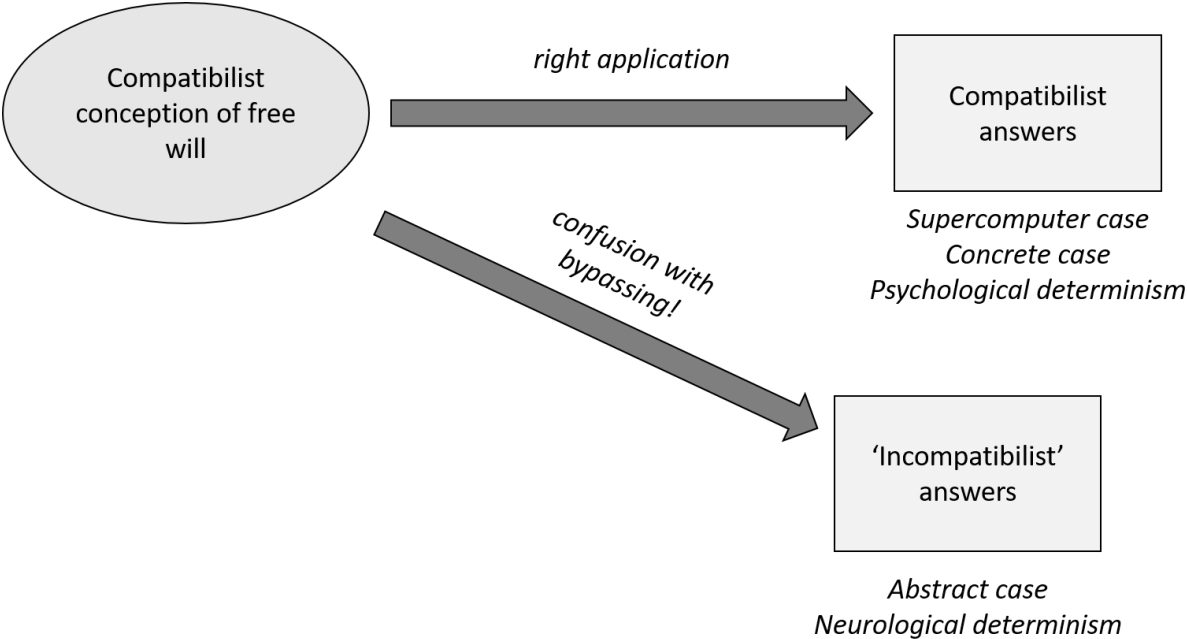 Compatibilist
conception of free
will
right application
Compatibilist
answers
Supercomputer case
Concrete case
Psychological determinism
confusion with
bypassing!
‘Incompatibilist’
answers
Abstract case
Neurological determinism